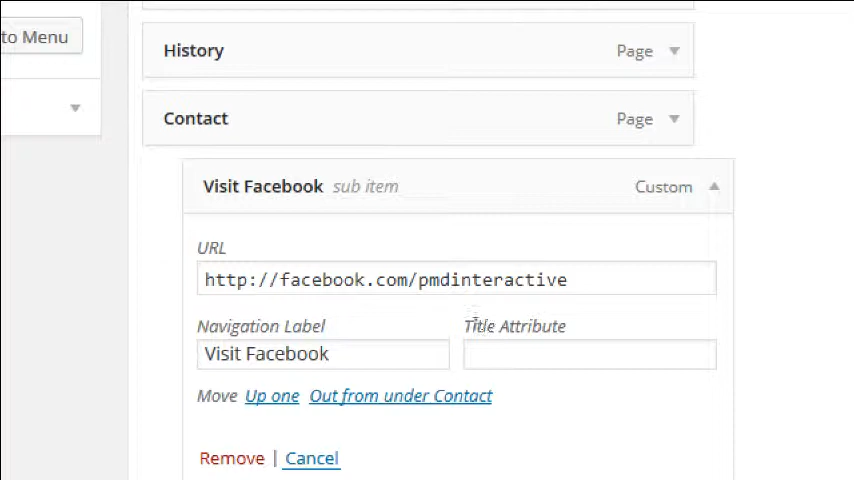 to Menu
History Page
Contact Page
Visit Facebook sub item Custom
URL
http://facebook.com/pmdinteractive
Navigation Label Title Attribute
Visit Facebook
Move Up one Out from under Contact
Remove | Cancel